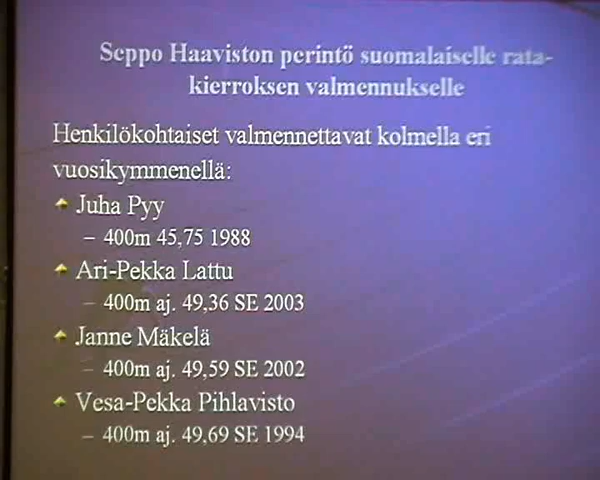 Seppo Haaviston perintö suomalaiselle rata-
kierroksen valmennukselle
Henkilökohtaiset valmennettavat kolmella eri
vuosikymmenellä:
Juha Pyy
– 400m 45,75 1988
Ari-Pekka Lattu
– 400m aj. 49,36 SE 2003
Janne Mäkelä
– 400m aj. 49,59 SE 2002
Vesa-Pekka Pihlavisto
– 400m aj. 49,69 SE 1994